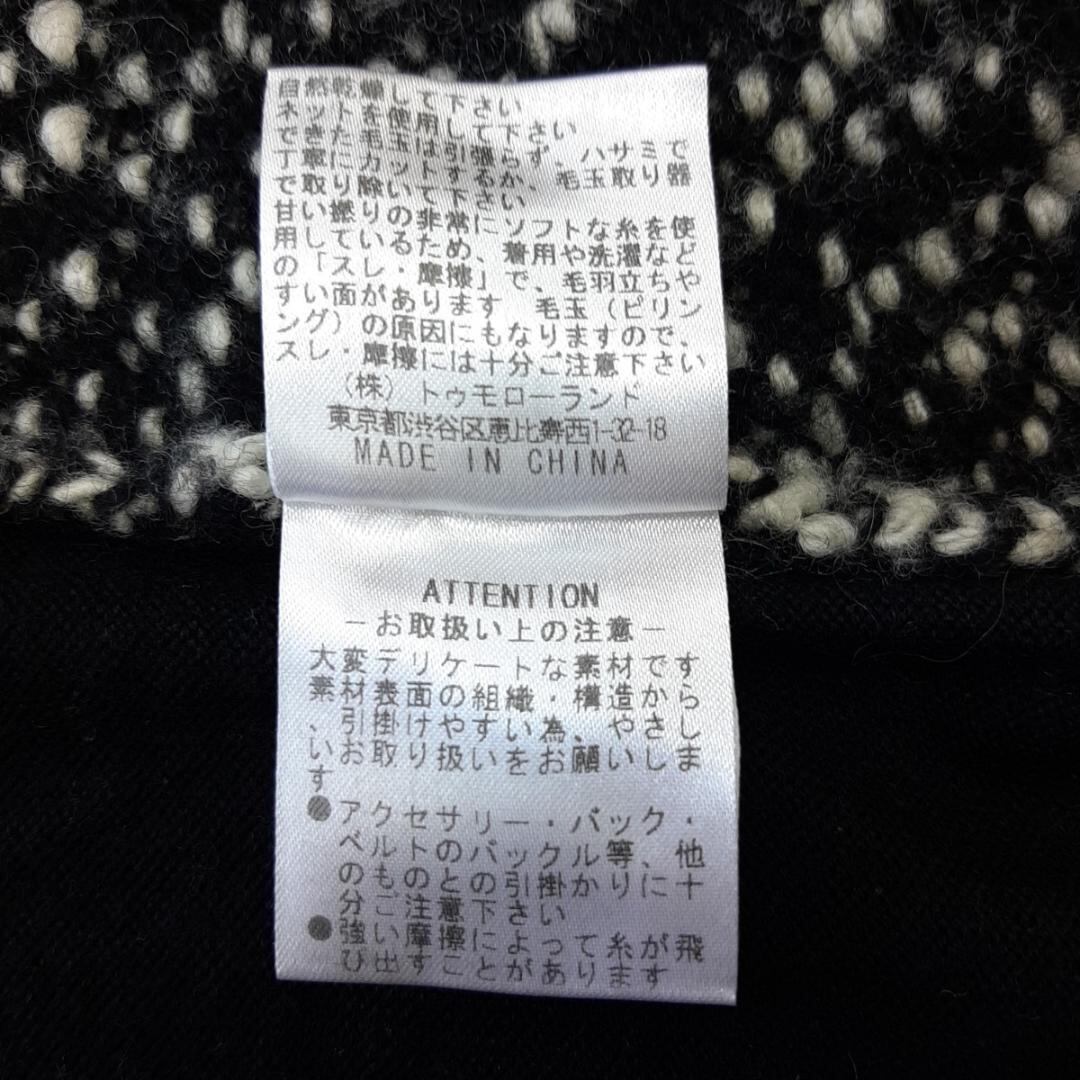 自然乾燥して下さい
ネットを使用して下さい
できた毛玉は引張らず、ハサミで
丁寧にカットするか、毛玉取り器
で取り除いて下さい
甘い撚りの非常にソフトな糸を使
用しているため、着用や洗濯など
の「スレ・摩擦」で、毛羽立ちや
すい面があります 毛玉（ピリン
ング）の原因にもなりますので、
スレ・摩擦には十分ご注意下さい
（株）トゥモローランド
東京都渋谷区恵比寿西1-32-18
MADE IN CHINA
ATTENTION
－お取扱い上の注意－
大変デリケートな素材です
素材表面の組織・構造から
、引掛けやすい為、やさし
いお取り扱いをお願いしま
す
●アクセサリー・バック・
ベルトのバックル等、他
のものとの引掛かりに十
分ご注意下さい
●強い摩擦によって糸が飛
び出すことがあります